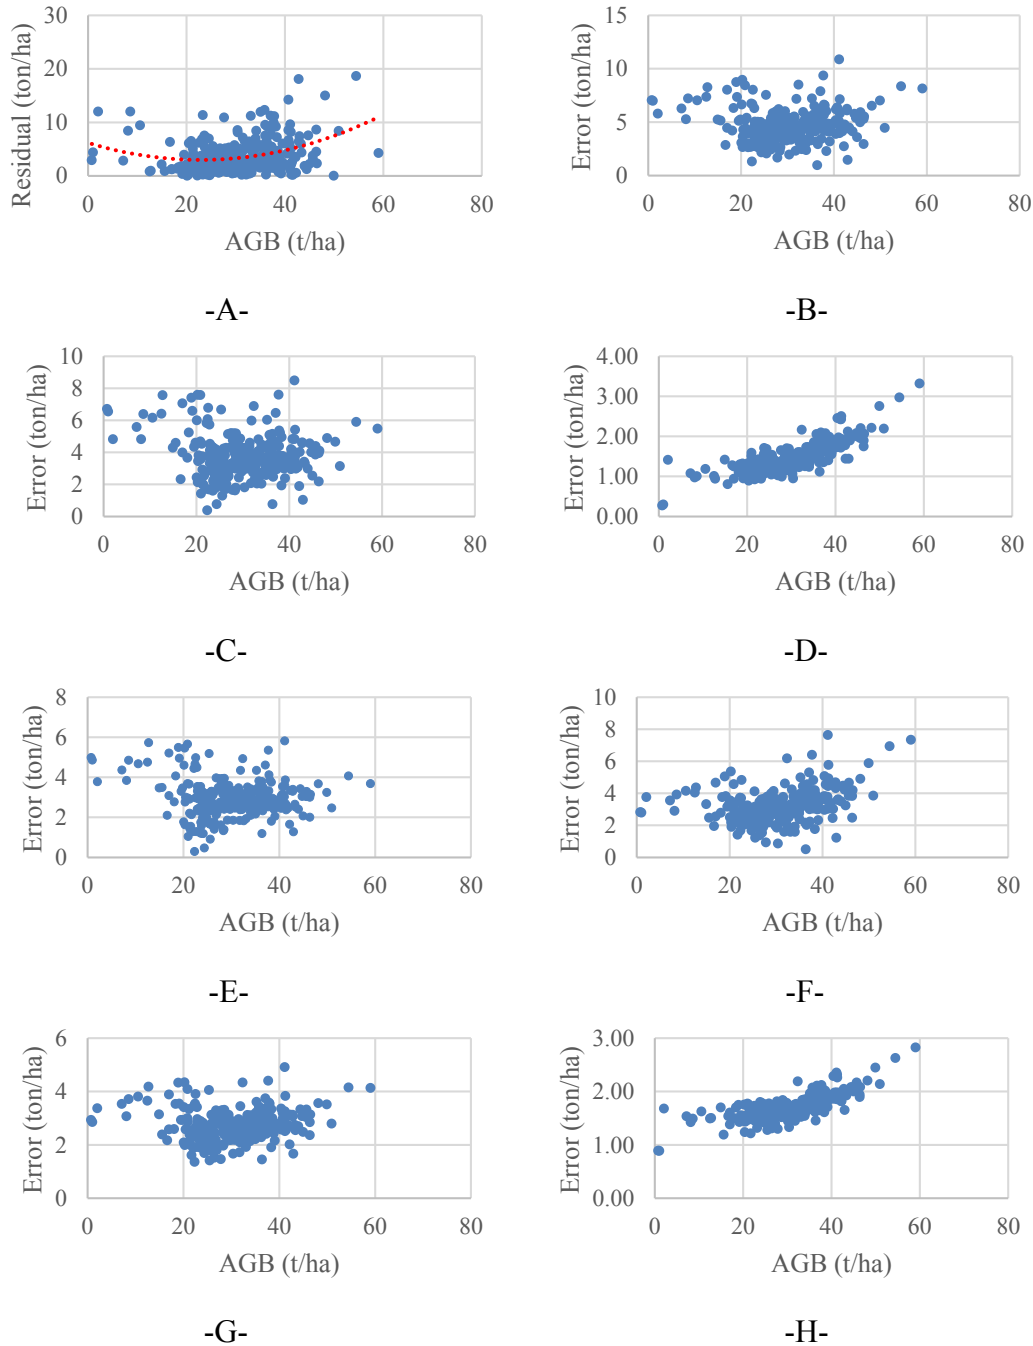 30
20
10
0
0 20 40 60 80
Residual (ton/ha)
AGB (t/ha)
-A-
15
10
5
0
0 20 40 60 80
Error (ton/ha)
AGB (t/ha)
-B-
10
8
6
4
2
0
0 20 40 60 80
Error (ton/ha)
AGB (t/ha)
-C-
4.00
3.00
2.00
1.00
0.00
0 20 40 60 80
Error (ton/ha)
AGB (t/ha)
-D-
8
6
4
2
0
0 20 40 60 80
Error (ton/ha)
AGB (t/ha)
-E-
10
8
6
4
2
0
0 20 40 60 80
Error (ton/ha)
AGB (t/ha)
-F-
6
4
2
0
0 20 40 60 80
Error (ton/ha)
AGB (t/ha)
-G-
3.00
2.00
1.00
0.00
0 20 40 60 80
Error (ton/ha)
AGB (t/ha)
-H-